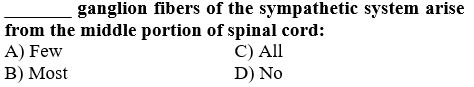 ________ ganglion fibers of the sympathetic system arise
from the middle portion of spinal cord:
A) Few C) All
B) Most D) No